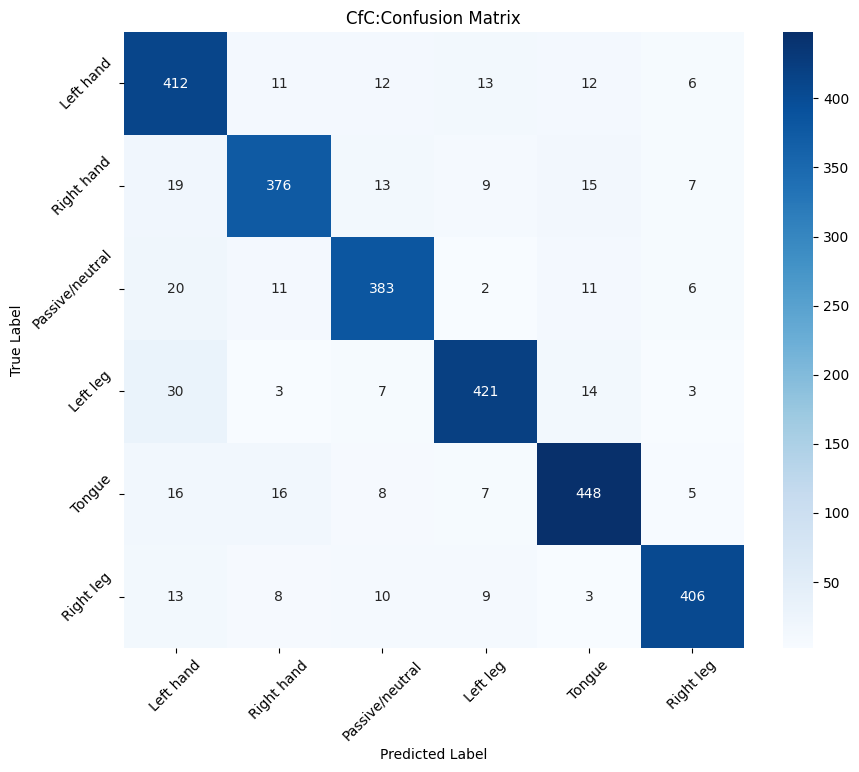 CfC:Confusion Matrix
True Label
Left hand 412 11 12 13 12 6
Right hand 19 376 13 9 15 7
Passive/neutral 20 11 383 2 11 6
Left leg 30 3 7 421 14 3
Tongue 16 16 8 7 448 5
Right leg 13 8 10 9 3 406
Left hand Right hand Passive/neutral Left leg Tongue Right leg
Predicted Label
400
350
300
250
200
150
100
50